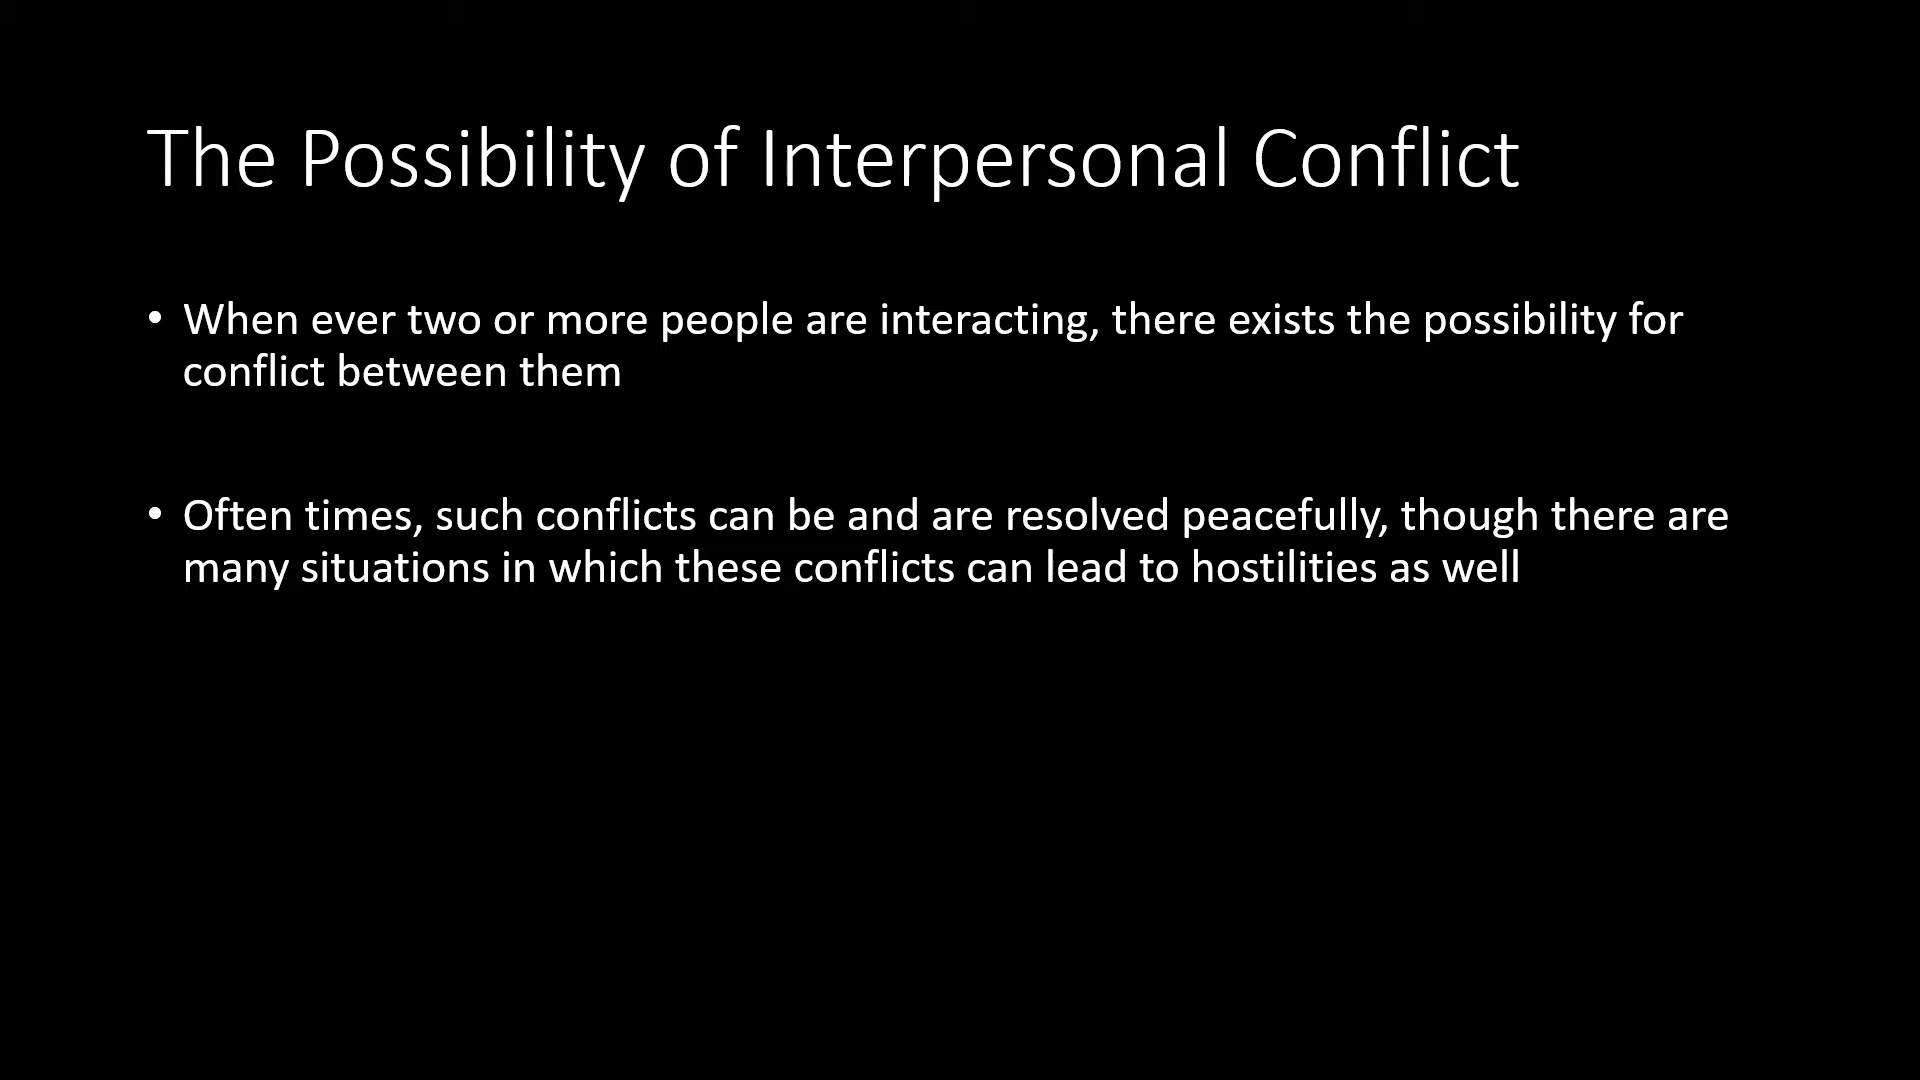 The Possibility of Interpersonal Conflict
• When ever two or more people are interacting, there exists the possibility for
conflict between them
• Often times, such conflicts can be and are resolved peacefully, though there are
many situations in which these conflicts can lead to hostilities as well